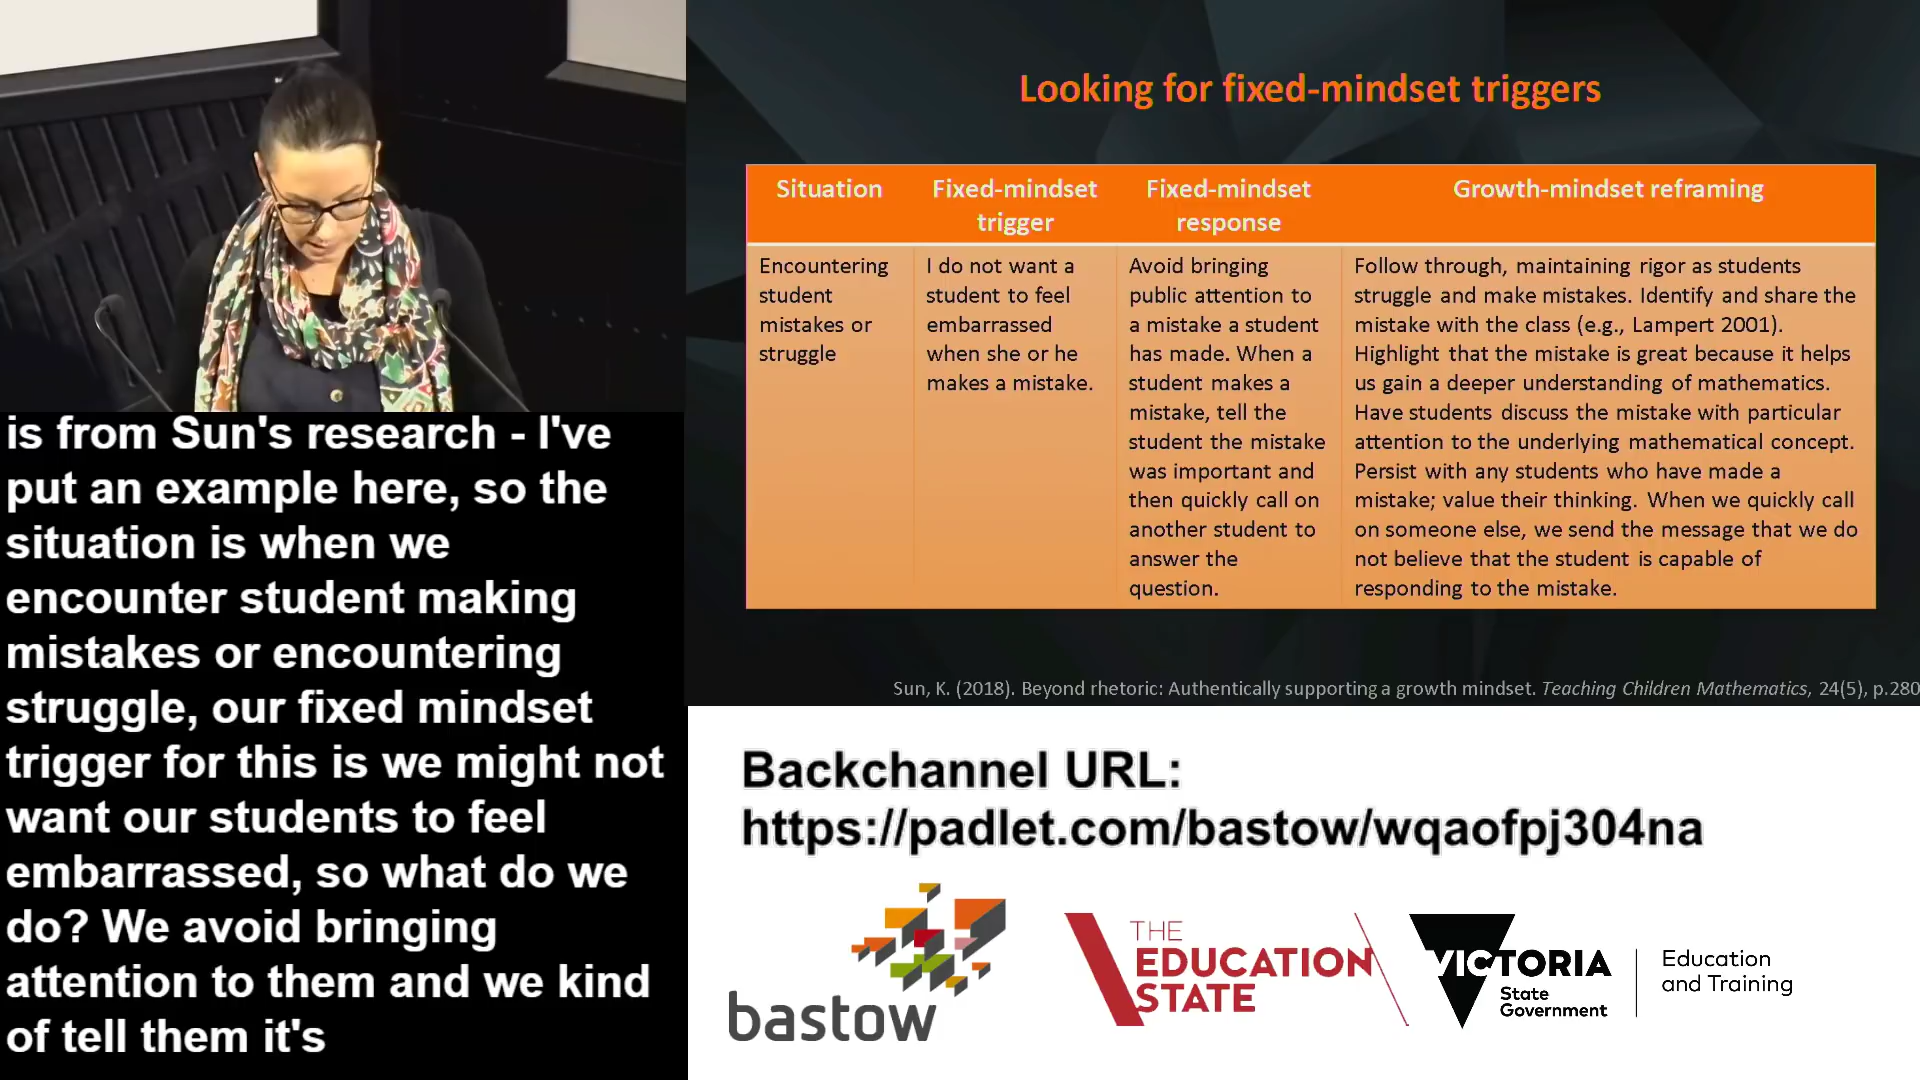 is from Sun's research - I've
put an example here, so the
situation is when we
encounter student making
mistakes or encountering
struggle, our fixed mindset
trigger for this is we might not
want our students to feel
embarrassed, so what do we
do? We avoid bringing
attention to them and we kind
of tell them it's
Looking for fixed-mindset triggers
Situation
Fixed-mindset
trigger
Fixed-mindset
response
Growth-mindset reframing
Encountering
student
mistakes or
struggle
I do not want a
student to feel
embarrassed
when she or he
makes a mistake.
Avoid bringing
public attention to
a mistake a student
has made. When a
student makes a
mistake, tell the
student the mistake
was important and
then quickly call on
another student to
answer the
question.
Follow through, maintaining rigor as students
struggle and make mistakes. Identify and share the
mistake with the class (e.g., Lampert 2001).
Highlight that the mistake is great because it helps
us gain a deeper understanding of mathematics.
Have students discuss the mistake with particular
attention to the underlying mathematical concept.
Persist with any students who have made a
mistake; value their thinking. When we quickly call
on someone else, we send the message that we do
not believe that the student is capable of
responding to the mistake.
Sun, K. (2018). Beyond rhetoric: Authentically supporting a growth mindset. Teaching Children Mathematics, 24(5), p.280
Backchannel URL:
https://padlet.com/bastow/wqaofpj304na
bastow
THE
EDUCATION
STATE
VICTORIA
State
Government
Education
and Training